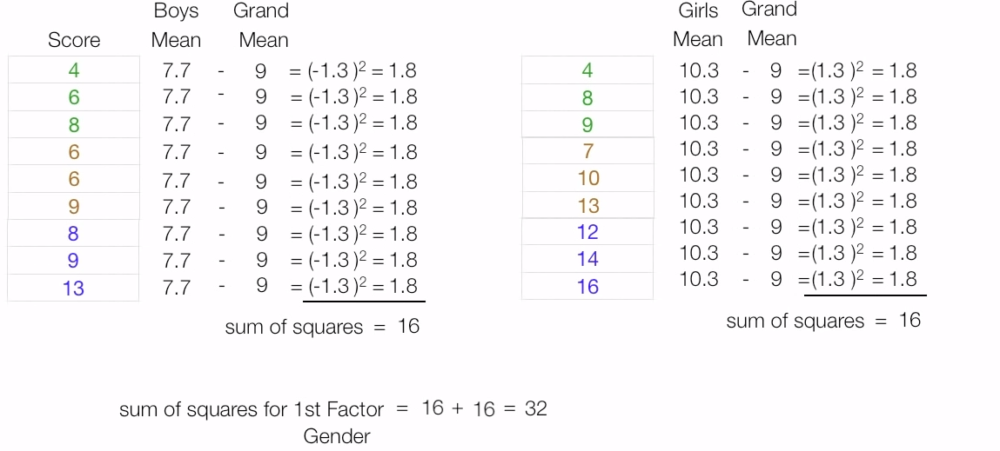 Boys Grand Girls Grand
Score Mean Mean Mean Mean
4 7.7 - 9 = (-1.3 )² = 1.8 4 10.3 - 9 =(1.3 )² = 1.8
6 7.7 - 9 = (-1.3 )² = 1.8 8 10.3 - 9 =(1.3 )² = 1.8
8 7.7 - 9 = (-1.3 )² = 1.8 9 10.3 - 9 =(1.3 )² = 1.8
6 7.7 - 9 = (-1.3 )² = 1.8 7 10.3 - 9 =(1.3 )² = 1.8
6 7.7 - 9 = (-1.3 )² = 1.8 10 10.3 - 9 =(1.3 )² = 1.8
9 7.7 - 9 = (-1.3 )² = 1.8 13 10.3 - 9 =(1.3 )² = 1.8
8 7.7 - 9 = (-1.3 )² = 1.8 12 10.3 - 9 =(1.3 )² = 1.8
9 7.7 - 9 = (-1.3 )² = 1.8 14 10.3 - 9 =(1.3 )² = 1.8
13 7.7 - 9 = (-1.3 )² = 1.8 16 10.3 - 9 =(1.3 )² = 1.8
sum of squares = 16 sum of squares = 16
sum of squares for 1st Factor = 16 + 16 = 32
Gender